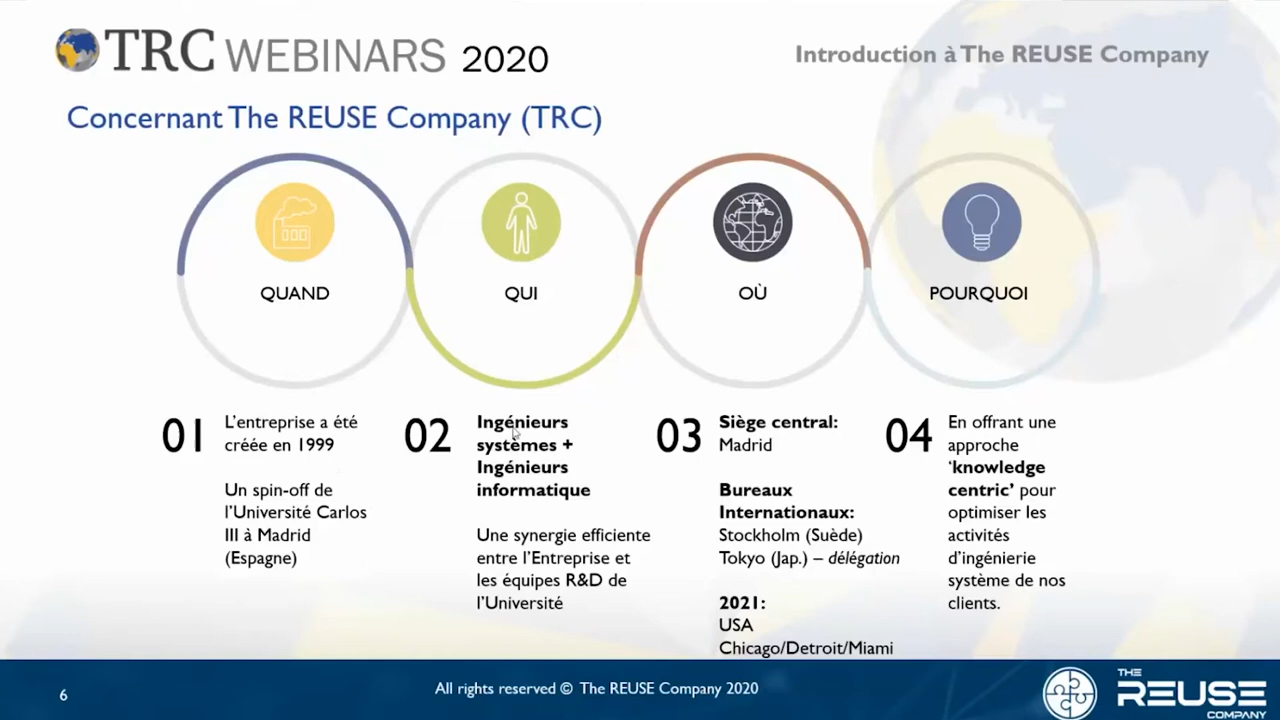 TRC WEBINARS 2020
Introduction à The REUSE Company
Concernant The REUSE Company (TRC)
QUAND
QUI
OÙ
POURQUOI
01
L'entreprise a été
créée en 1999
Un spin-off de
l'Université Carlos
III à Madrid
(Espagne)
02
Ingénieurs
systèmes +
Ingénieurs
informatique
Une synergie efficiente
entre l'Entreprise et
les équipes R&D de
l'Université
03
Siège central:
Madrid
Bureaux
Internationaux:
Stockholm (Suède)
Tokyo (Jap.) – délégation
2021:
USA
Chicago/Detroit/Miami
04
En offrant une
approche
‘knowledge
centric’ pour
optimiser les
activités
d'ingénierie
système de nos
clients.
6
All rights reserved © The REUSE Company 2020
THE
REUSE
COMPANY